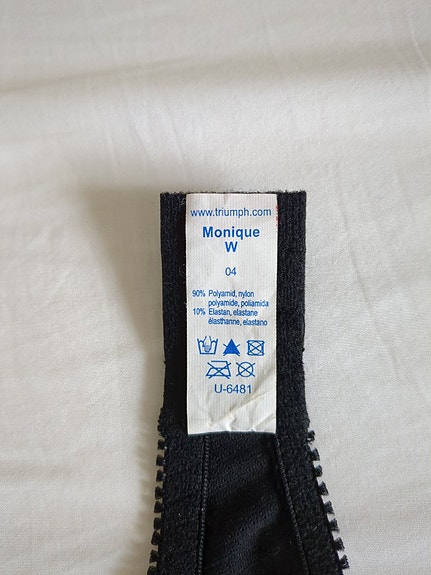 www.triumph.com
Monique
W
04
90% Polyamid, nylon
polyamide, poliamida
10% Elastan, elastane
élasthanne, elastano
U-6481